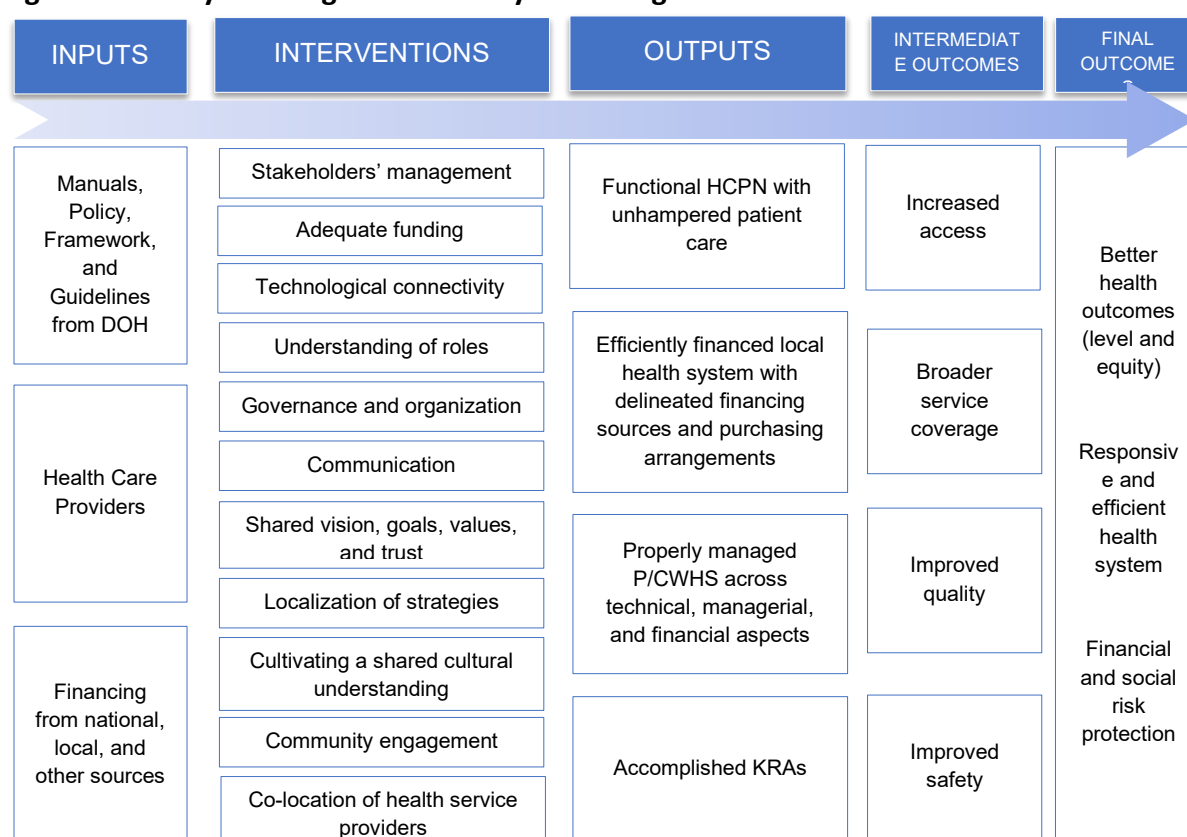 INPUTS
INTERVENTIONS
OUTPUTS
INTERMEDIAT
E OUTCOMES
FINAL
OUTCOME
Manuals,
Policy,
Framework,
and
Guidelines
from DOH
Health Care
Providers
Financing
from national,
local, and
other sources
Stakeholders’ management
Adequate funding
Technological connectivity
Understanding of roles
Governance and organization
Communication
Shared vision, goals, values,
and trust
Localization of strategies
Cultivating a shared cultural
understanding
Community engagement
Co-location of health service
providers
Functional HCPN with
unhampered patient
care
Efficiently financed local
health system with
delineated financing
sources and purchasing
arrangements
Properly managed
P/CWHS across
technical, managerial,
and financial aspects
Accomplished KRAs
Increased
access
Broader
service
coverage
Improved
quality
Improved
safety
Better
health
outcomes
(level and
equity)
Responsiv
e and
efficient
health
system
Financial
and social
risk
protection